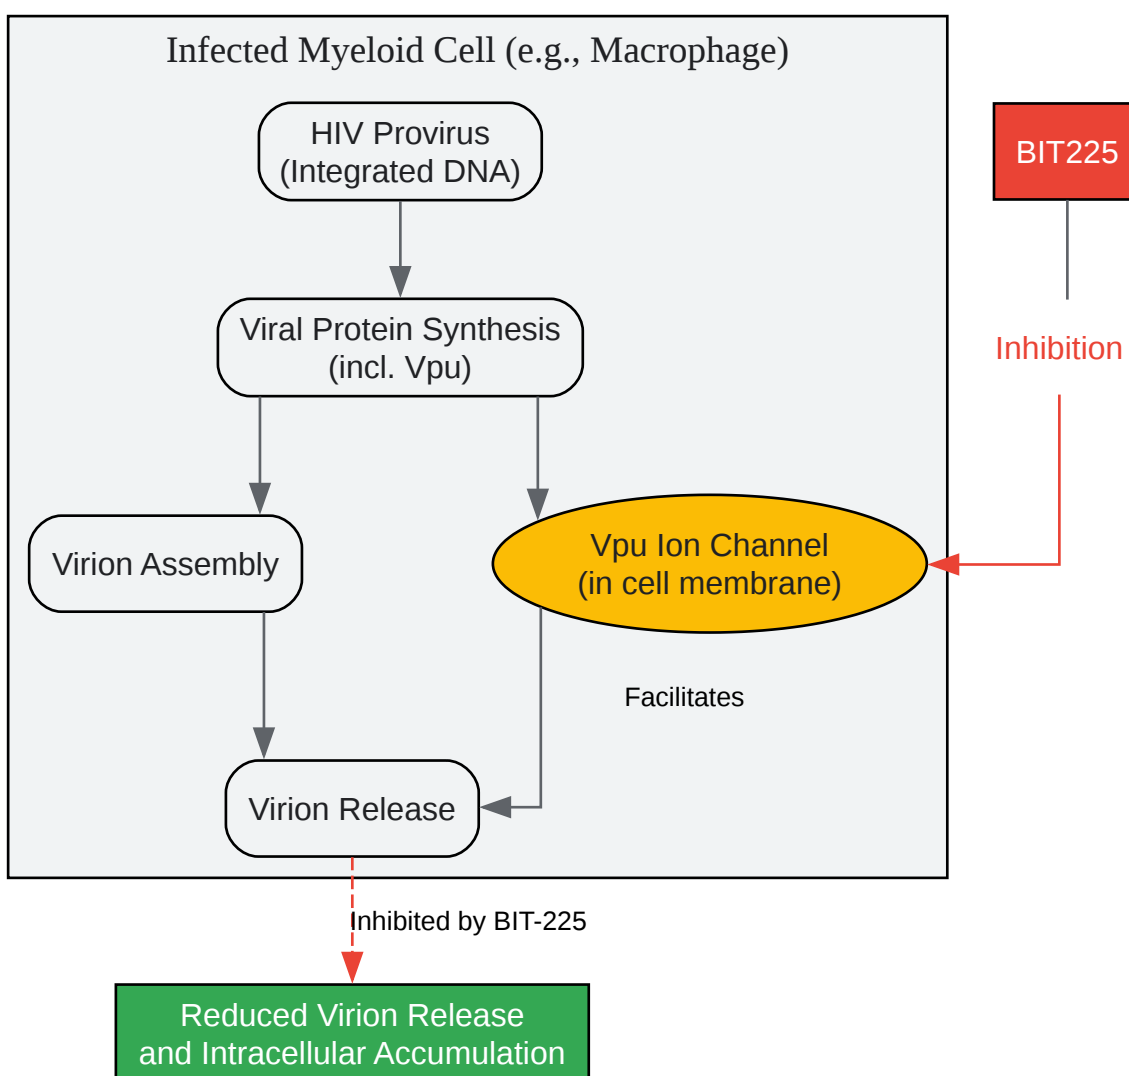 Infected Myeloid Cell (e.g., Macrophage)
HIV Provirus
(Integrated DNA)
BIT225
Viral Protein Synthesis
(incl. Vpu)
Inhibition
Virion Assembly
Vpu Ion Channel
(in cell membrane)
Facilitates
Virion Release
Inhibited by BIT-225
Reduced Virion Release
and Intracellular Accumulation